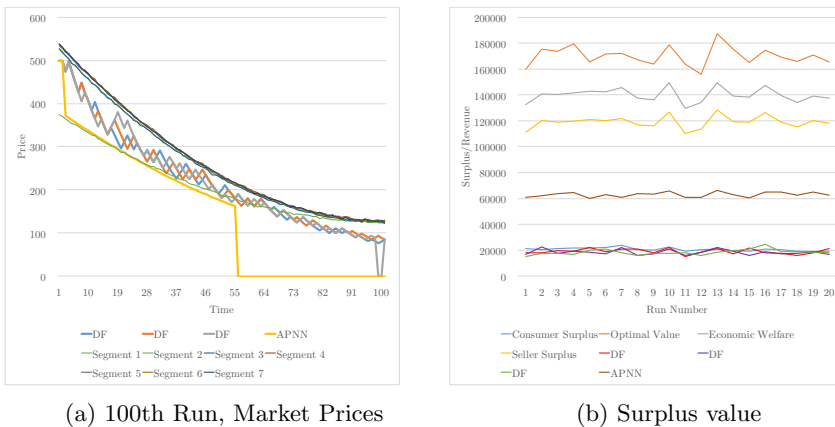 600
500
400
300
200
100
0
Price
1 10 19 28 37 46 55 64 73 82 91 100
Time
DF DF DF APNN
Segment 1 Segment 2 Segment 3 Segment 4
Segment 5 Segment 6 Segment 7
(a) 100th Run, Market Prices
200000
180000
160000
140000
120000
100000
80000
60000
40000
20000
0
Surplus/Revenue
1 2 3 4 5 6 7 8 9 10 11 12 13 14 15 16 17 18 19 20
Run Number
Consumer Surplus Optimal Value Economic Welfare
Seller Surplus DF DF
DF APNN
(b) Surplus value